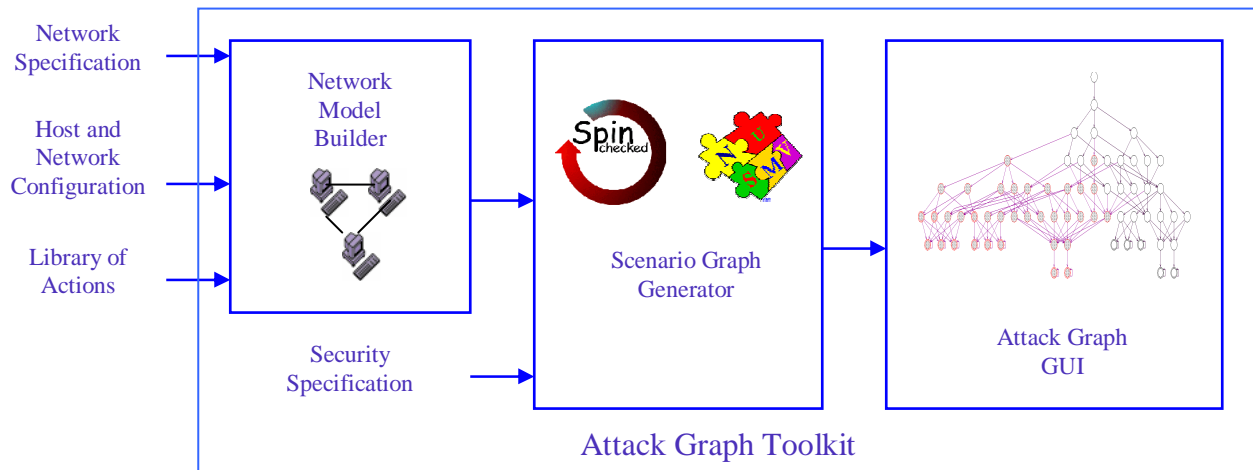 Network
Specification
Host and
Network
Configuration
Library of
Actions
Network
Model
Builder
Security
Specification
Spin
checked
N
U
S
M
V
Scenario Graph
Generator
Attack Graph
GUI
Attack Graph Toolkit